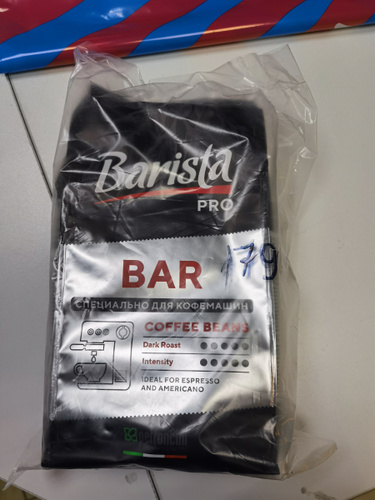 Barista
PRO
BAR 179
СПЕЦИАЛЬНО ДЛЯ КОФЕМАШИН
COFFEE BEANS
Dark Roast
Intensity
IDEAL FOR ESPRESSO
AND AMERICANO